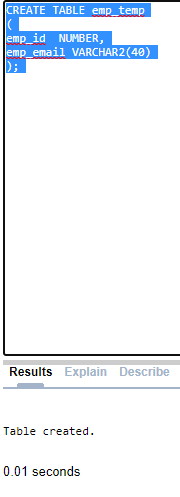 CREATE TABLE emp_temp
(
emp_id  NUMBER,
emp_email VARCHAR2(40)
);
Results Explain Describe
Table created.
0.01 seconds